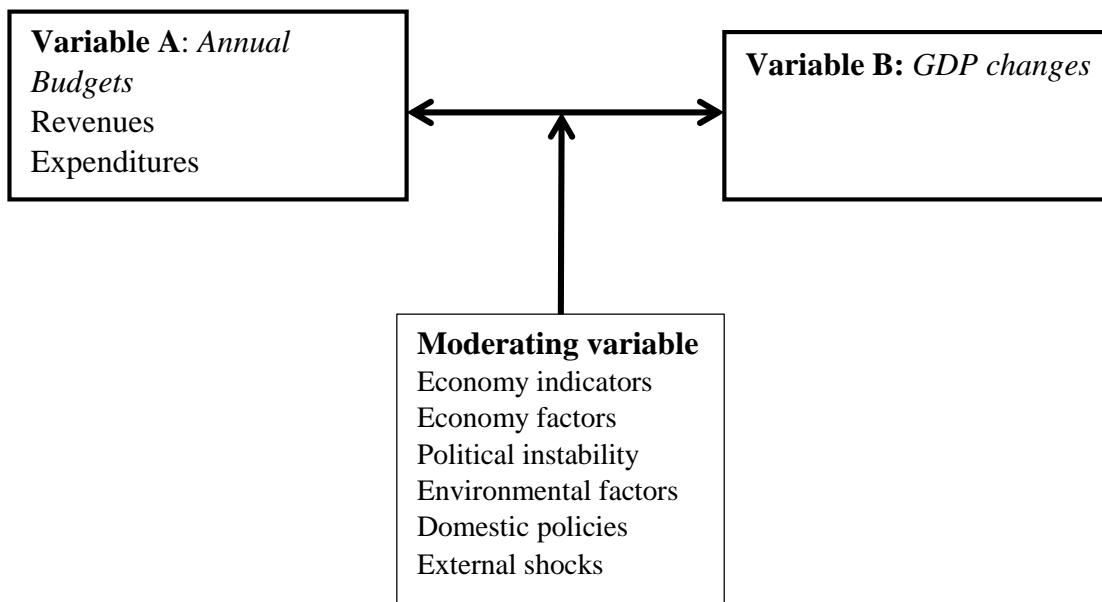 Variable A: Annual
Budgets
Revenues
Expenditures
Variable B: GDP changes
Moderating variable
Economy indicators
Economy factors
Political instability
Environmental factors
Domestic policies
External shocks